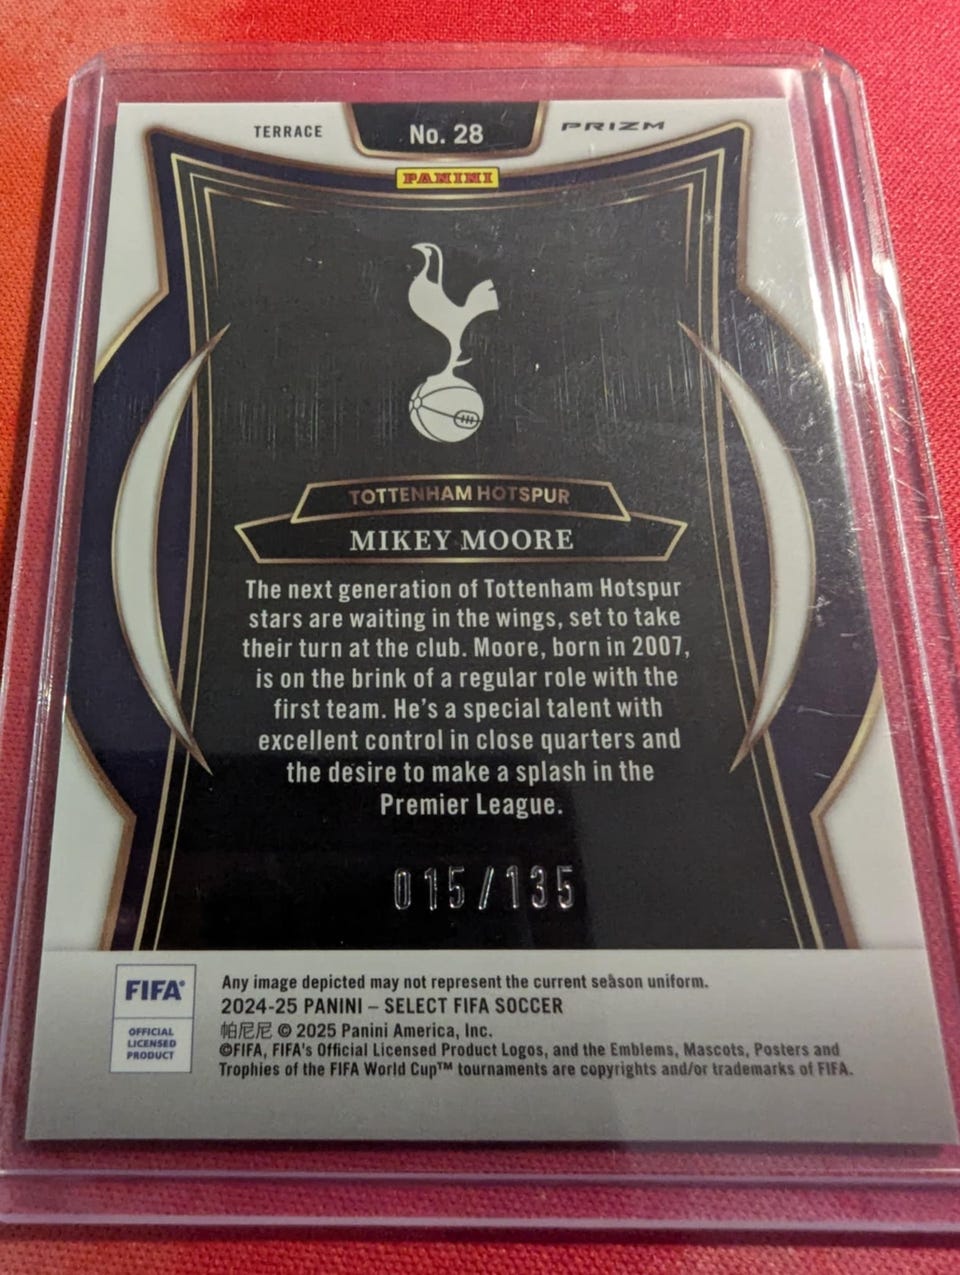 TERRACE
No. 28
PRIZM
PANINI
TOTTENHAM HOTSPUR
MIKEY MOORE
The next generation of Tottenham Hotspur
stars are waiting in the wings, set to take
their turn at the club. Moore, born in 2007,
is on the brink of a regular role with the
first team. He's a special talent with
excellent control in close quarters and
the desire to make a splash in the
Premier League.
015/135
FIFA®
OFFICIAL
LICENSED
PRODUCT
Any image depicted may not represent the current season uniform.
2024-25 PANINI – SELECT FIFA SOCCER
帕尼尼 © 2025 Panini America, Inc.
©FIFA, FIFA's Official Licensed Product Logos, and the Emblems, Mascots, Posters and
Trophies of the FIFA World Cup™ tournaments are copyrights and/or trademarks of FIFA.